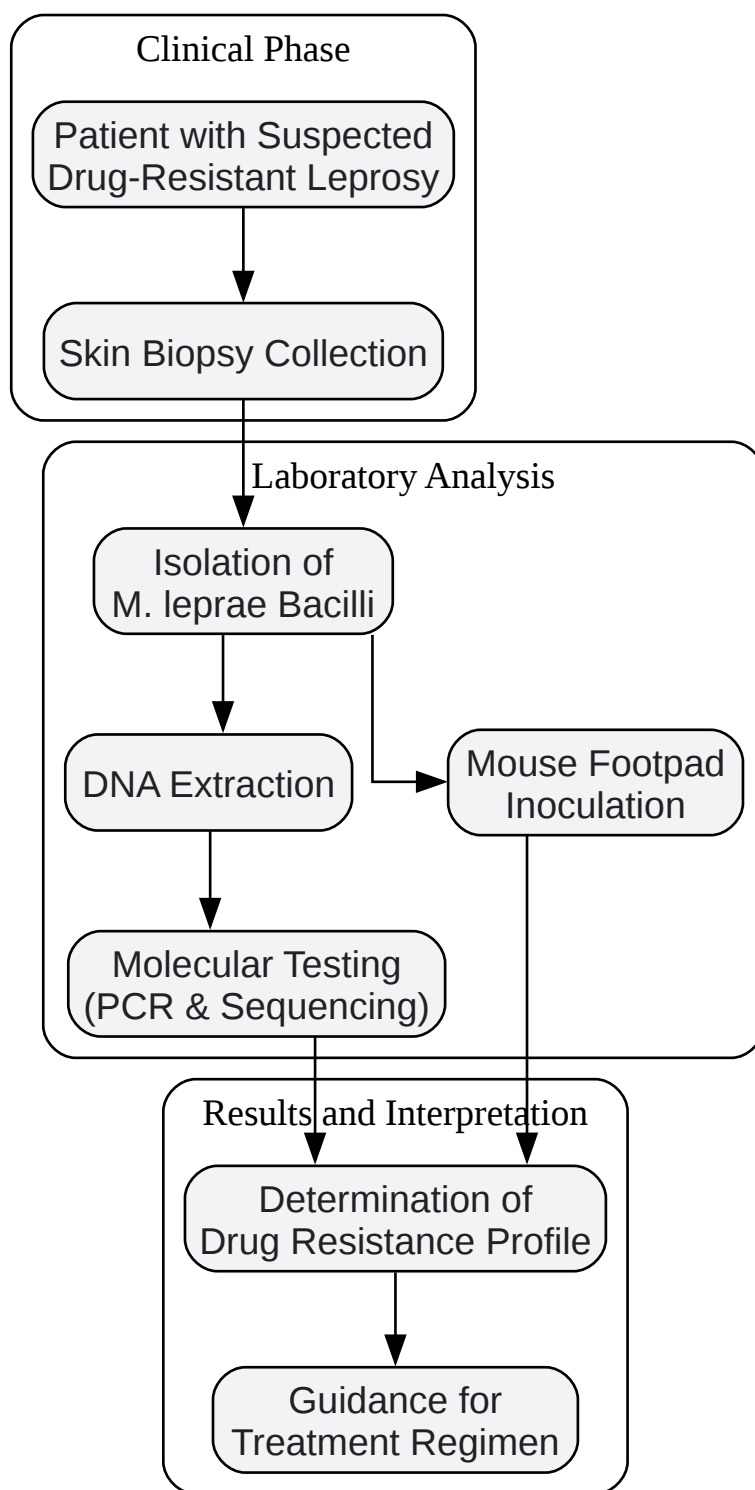 Clinical Phase
Patient with Suspected
Drug-Resistant Leprosy
Skin Biopsy Collection
Laboratory Analysis
Isolation of
M. leprae Bacilli
DNA Extraction
Mouse Footpad
Inoculation
Molecular Testing
(PCR & Sequencing)
Results and Interpretation
Determination of
Drug Resistance Profile
Guidance for
Treatment Regimen